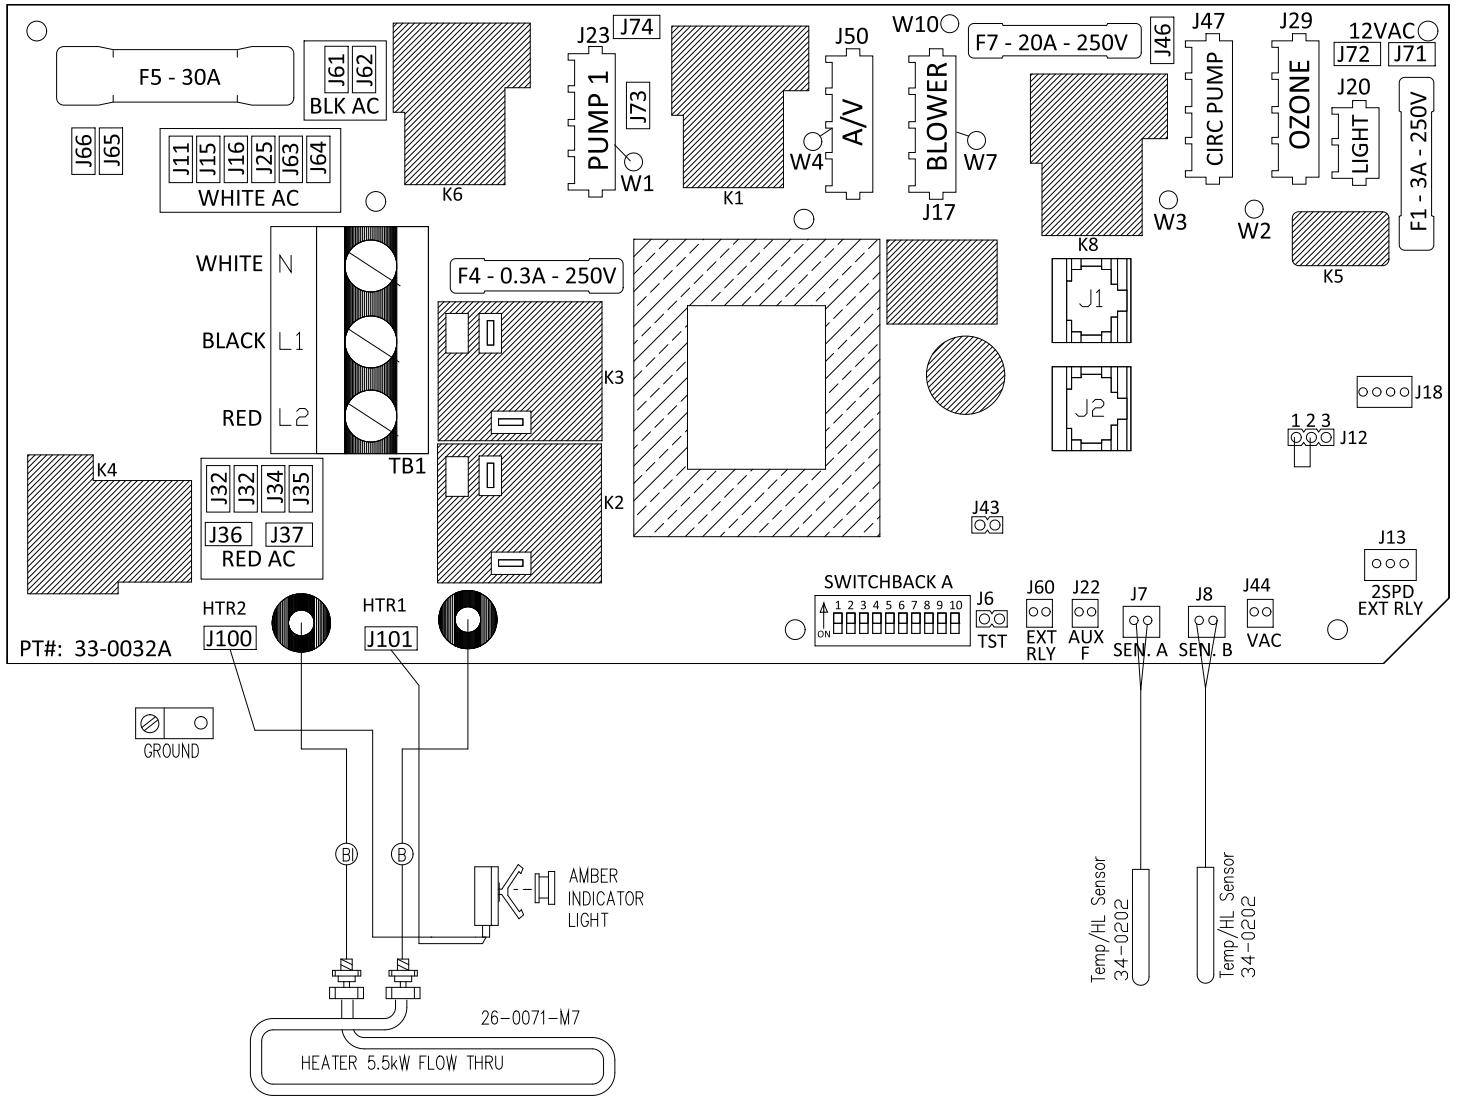 F5 - 30A
J61
J62
BLK AC
J66
J65
J11
J15
J16
J25
J63
J64
WHITE AC
K6
J23
J74
PUMP 1
J73
W1
K1
J50
A/V
W4
W10
BLOWER
W7
J17
F7 - 20A - 250V
J46
K8
J47
CIRC PUMP
W3
J29
OZONE
W2
12VAC
J72
J71
J20
LIGHT
F1 - 3A - 250V
K5
WHITE N
BLACK L1
RED L2
TB1
F4 - 0.3A - 250V
K3
K2
J1
J2
J18
1 2 3
J12
J43
K4
J32
J32
J34
J35
J36
J37
RED AC
J13
2SPD
EXT RLY
HTR2
J100
HTR1
J101
PT#: 33-0032A
SWITCHBACK A
1 2 3 4 5 6 7 8 9 10
ON
J6
TST
J60
EXT
RLY
J22
AUX
F
J7
SEN. A
J8
SEN. B
J44
VAC
GROUND
Bl
B
AMBER
INDICATOR
LIGHT
Temp/HL Sensor
34-0202
Temp/HL Sensor
34-0202
26-0071-M7
HEATER 5.5kW FLOW THRU